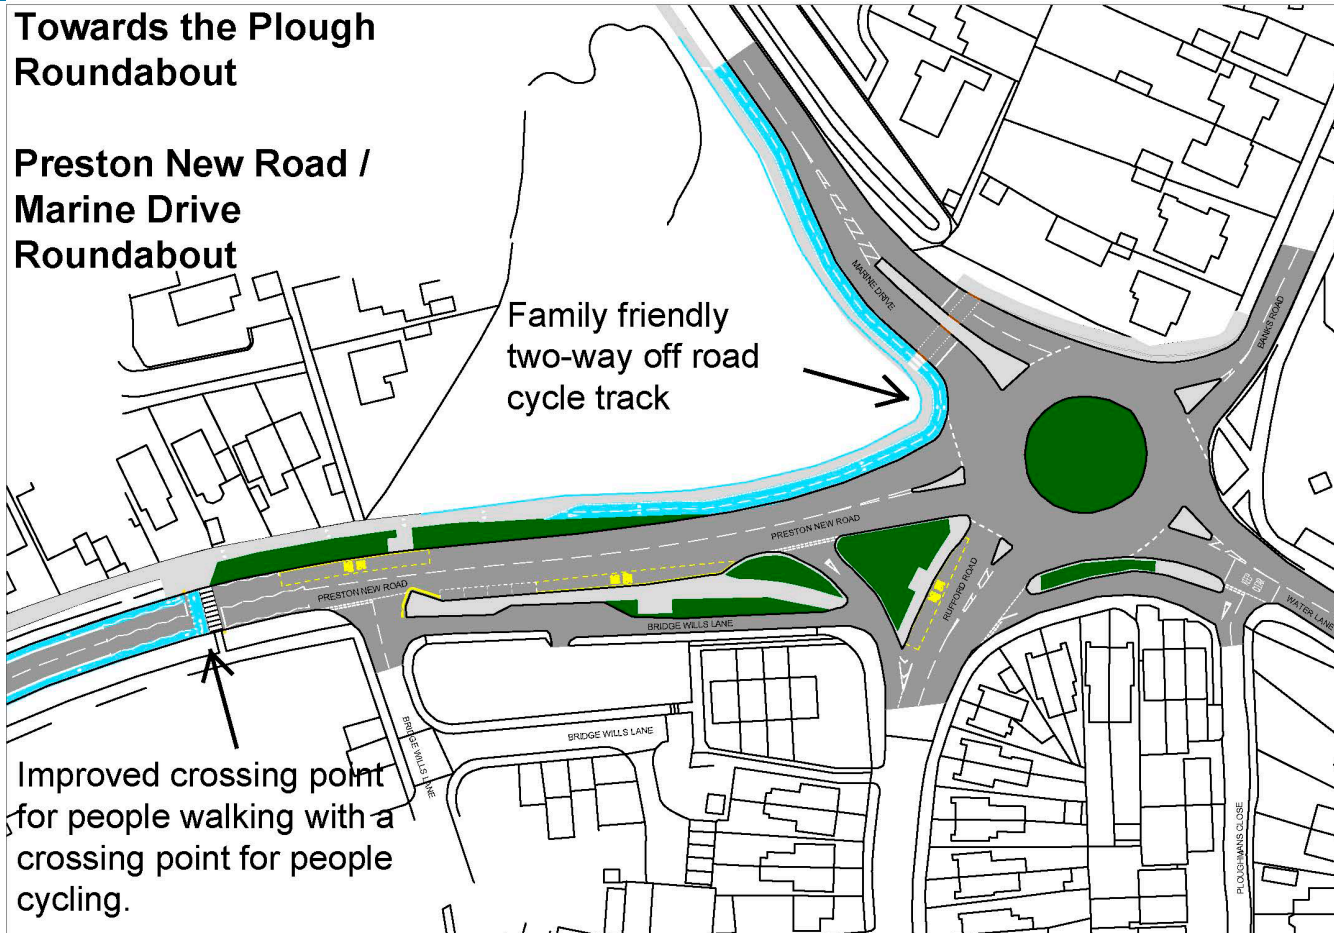 Towards the Plough
Roundabout
Preston New Road /
Marine Drive
Roundabout
Family friendly
two-way off road
cycle track
MARINE DRIVE
BANKS ROAD
PRESTON NEW ROAD
PRESTON NEW ROAD
RUFFORD ROAD
WATER LANE
BRIDGE WILLS LANE
BRIDGE WILLS LANE
BRIDGE WILLS LANE
PLOUGHMANS CLOSE
Improved crossing point
for people walking with a
crossing point for people
cycling.